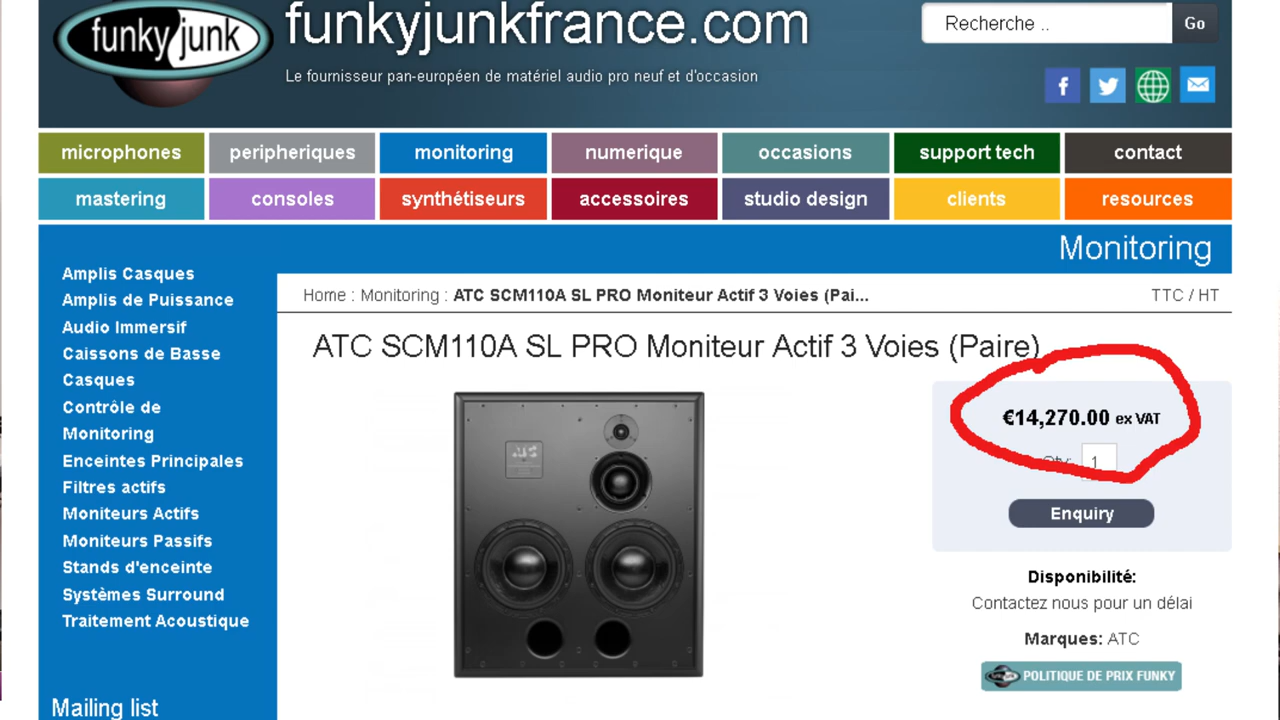 funky junk
funkyjunkfrance.com
Recherche ..
Go
Le fournisseur pan-européen de matériel audio pro neuf et d'occasion
microphones
peripheriques
monitoring
numerique
occasions
support tech
contact
mastering
consoles
synthétiseurs
accessoires
studio design
clients
resources
Monitoring
Amplis Casques
Amplis de Puissance
Audio Immersif
Caissons de Basse
Casques
Contrôle de
Monitoring
Enceintes Principales
Filtres actifs
Moniteurs Actifs
Moniteurs Passifs
Stands d'enceinte
Systèmes Surround
Traitement Acoustique
Mailing list
Home : Monitoring : ATC SCM110A SL PRO Moniteur Actif 3 Voies (Pai...
TTC / HT
ATC SCM110A SL PRO Moniteur Actif 3 Voies (Paire)
€14,270.00 ex VAT
Qty: 1
Enquiry
Disponibilité:
Contactez nous pour un délai
Marques: ATC
POLITIQUE DE PRIX FUNKY